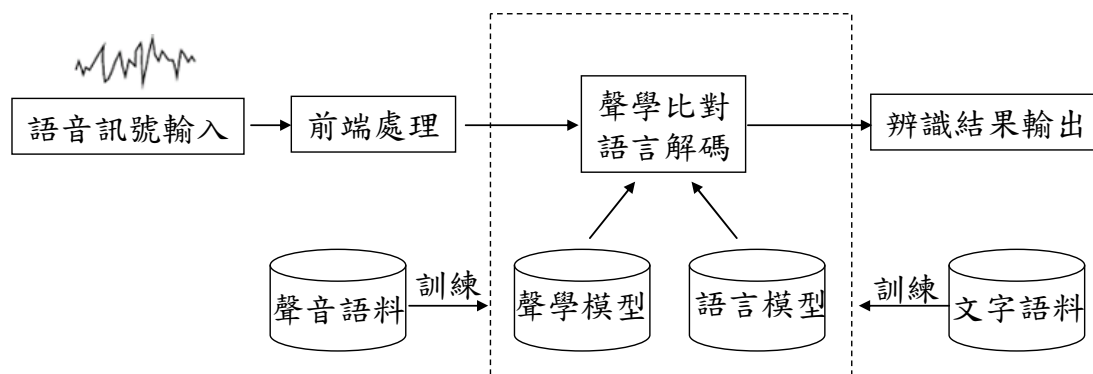 語音訊號輸入
前端處理
聲學比對
語言解碼
辨識結果輸出
聲音語料
訓練
聲學模型
語言模型
訓練
文字語料